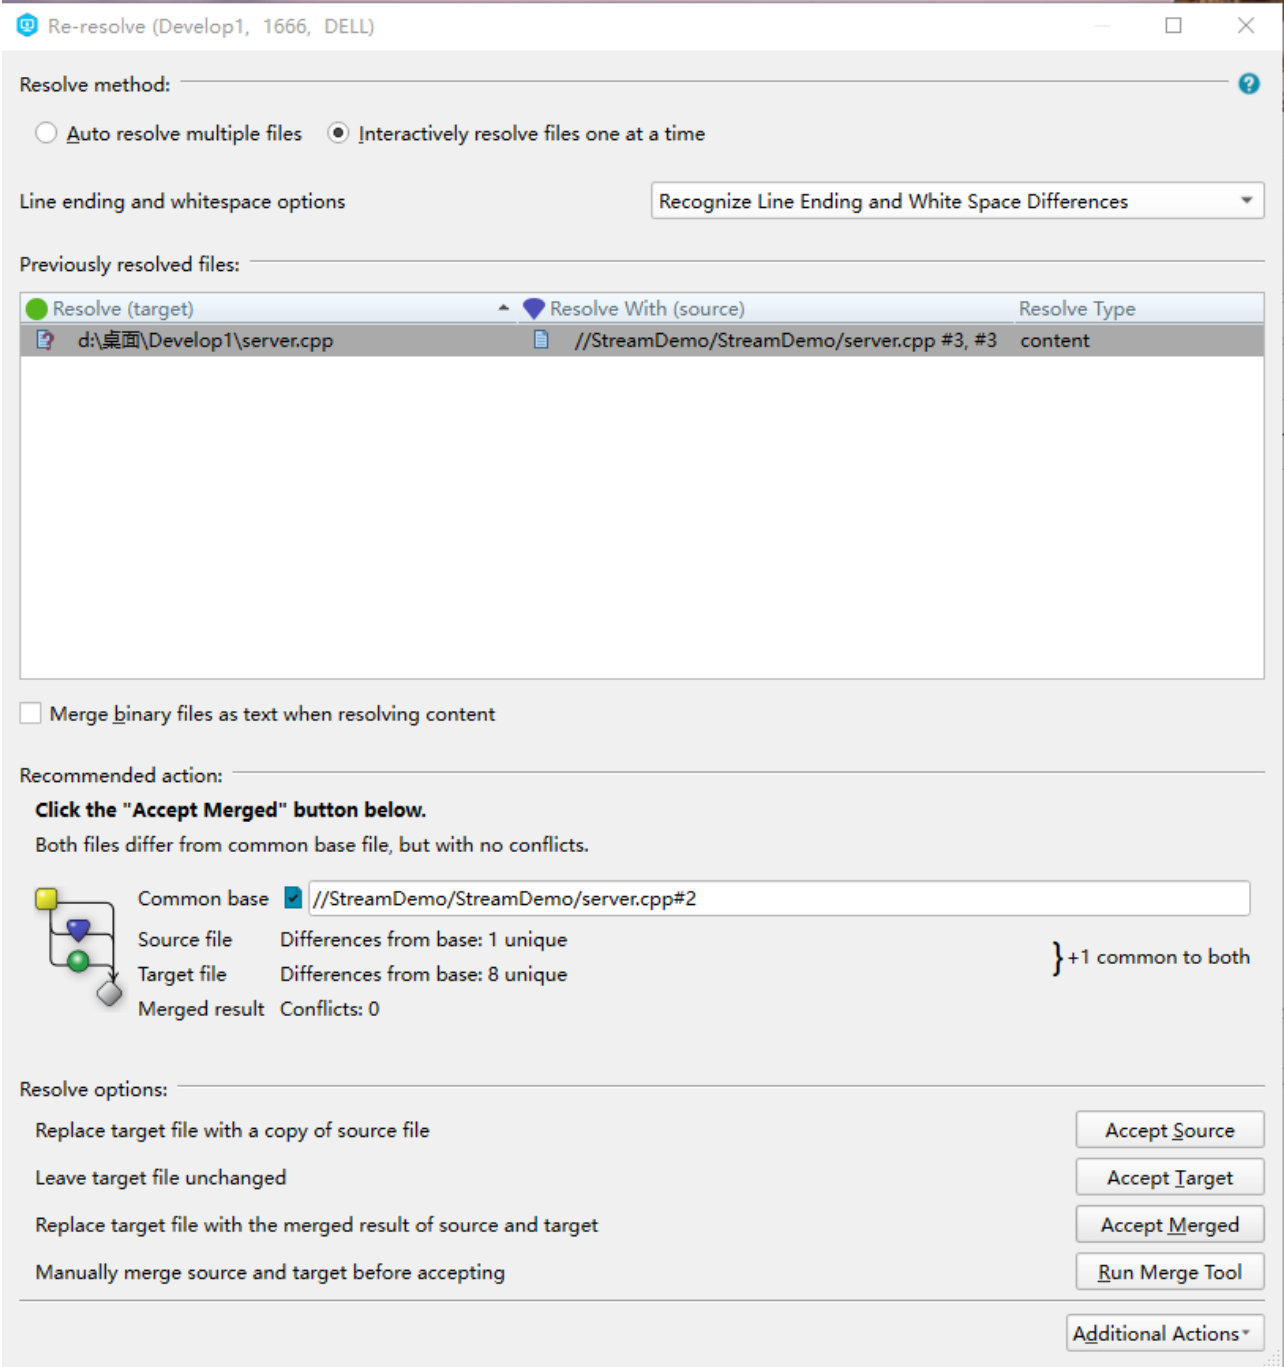 Re-resolve (Develop1, 1666, DELL)
Resolve method:
Auto resolve multiple files Interactively resolve files one at a time
Line ending and whitespace options Recognize Line Ending and White Space Differences
Previously resolved files:
Resolve (target) Resolve With (source) Resolve Type
d:\桌面\Develop1\server.cpp //StreamDemo/StreamDemo/server.cpp #3, #3 content
Merge binary files as text when resolving content
Recommended action:
Click the "Accept Merged" button below.
Both files differ from common base file, but with no conflicts.
Common base //StreamDemo/StreamDemo/server.cpp#2
Source file Differences from base: 1 unique
}+1 common to both
Target file Differences from base: 8 unique
Merged result Conflicts: 0
Resolve options:
Replace target file with a copy of source file Accept Source
Leave target file unchanged Accept Target
Replace target file with the merged result of source and target Accept Merged
Manually merge source and target before accepting Run Merge Tool
Additional Actions